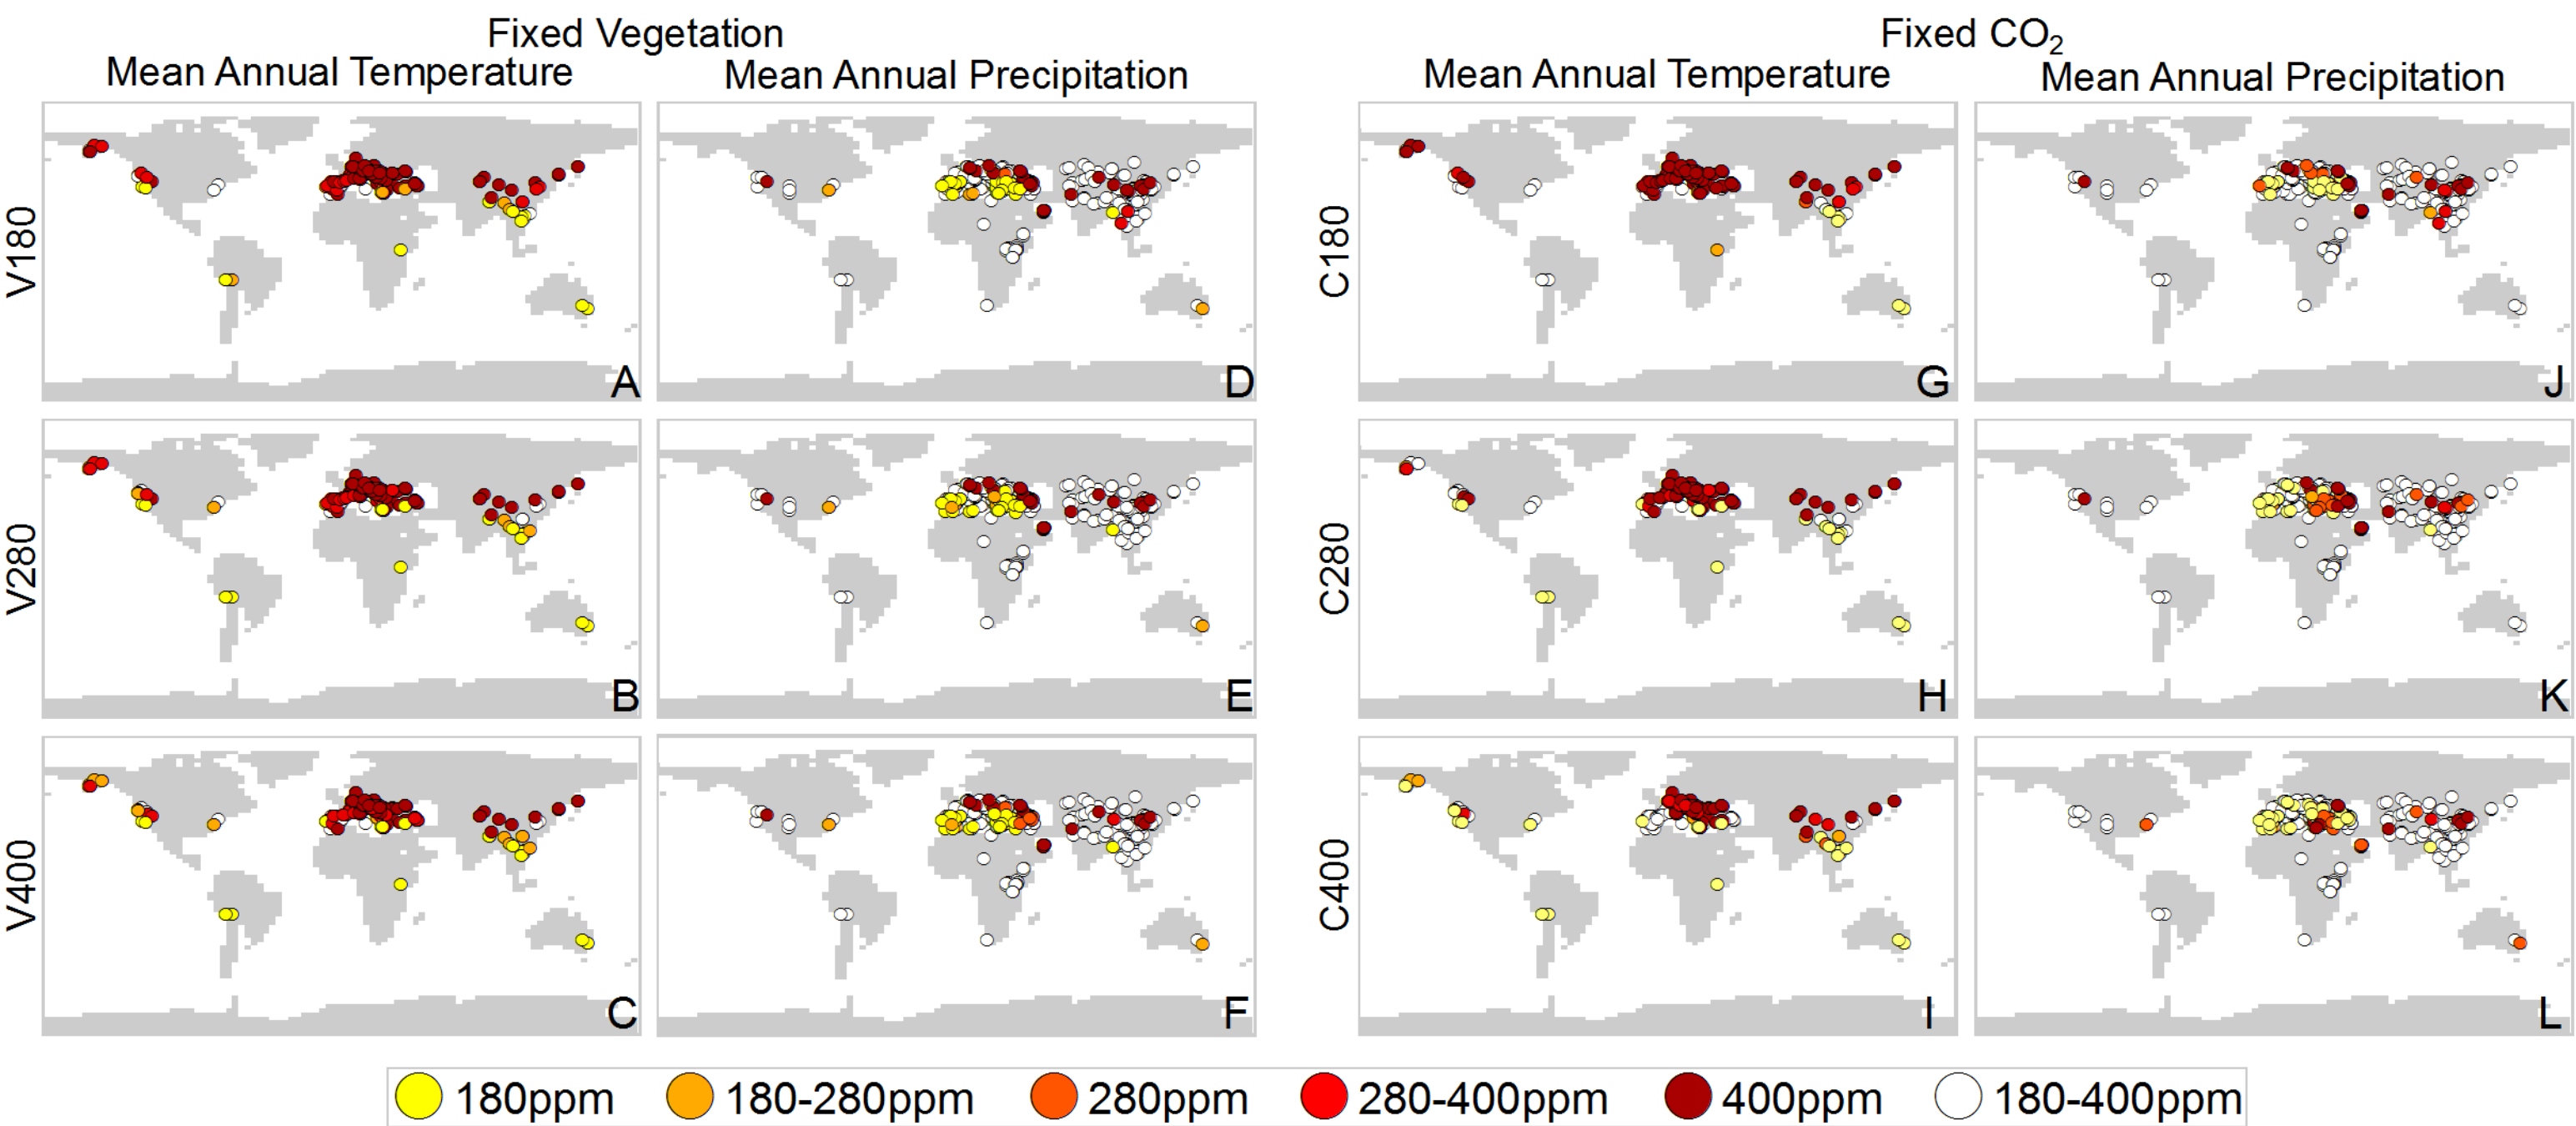 Fixed Vegetation
Fixed CO₂
Mean Annual Temperature
Mean Annual Precipitation
Mean Annual Temperature
Mean Annual Precipitation
V180
A
D
C180
G
J
V280
B
E
C280
H
K
V400
C
F
C400
I
L
180ppm
180-280ppm
280ppm
280-400ppm
400ppm
180-400ppm